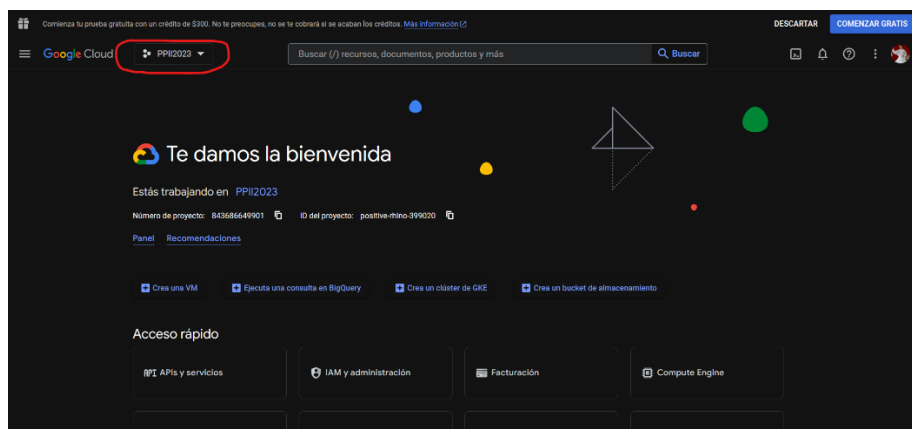 Comienza tu prueba gratuita con un crédito de $300. No te preocupes, no se te cobrará si se acaban los créditos. Más información
DESCARTAR
COMENZAR GRATIS
Google Cloud
PPII2023
Buscar (/) recursos, documentos, productos y más
Buscar
Te damos la bienvenida
Estás trabajando en PPII2023
Número de proyecto: 843686649901 ID del proyecto: positive-rhino-399020
Panel Recomendaciones
Crea una VM
Ejecuta una consulta en BigQuery
Crea un clúster de GKE
Crea un bucket de almacenamiento
Acceso rápido
API APIs y servicios
IAM y administración
Facturación
Compute Engine